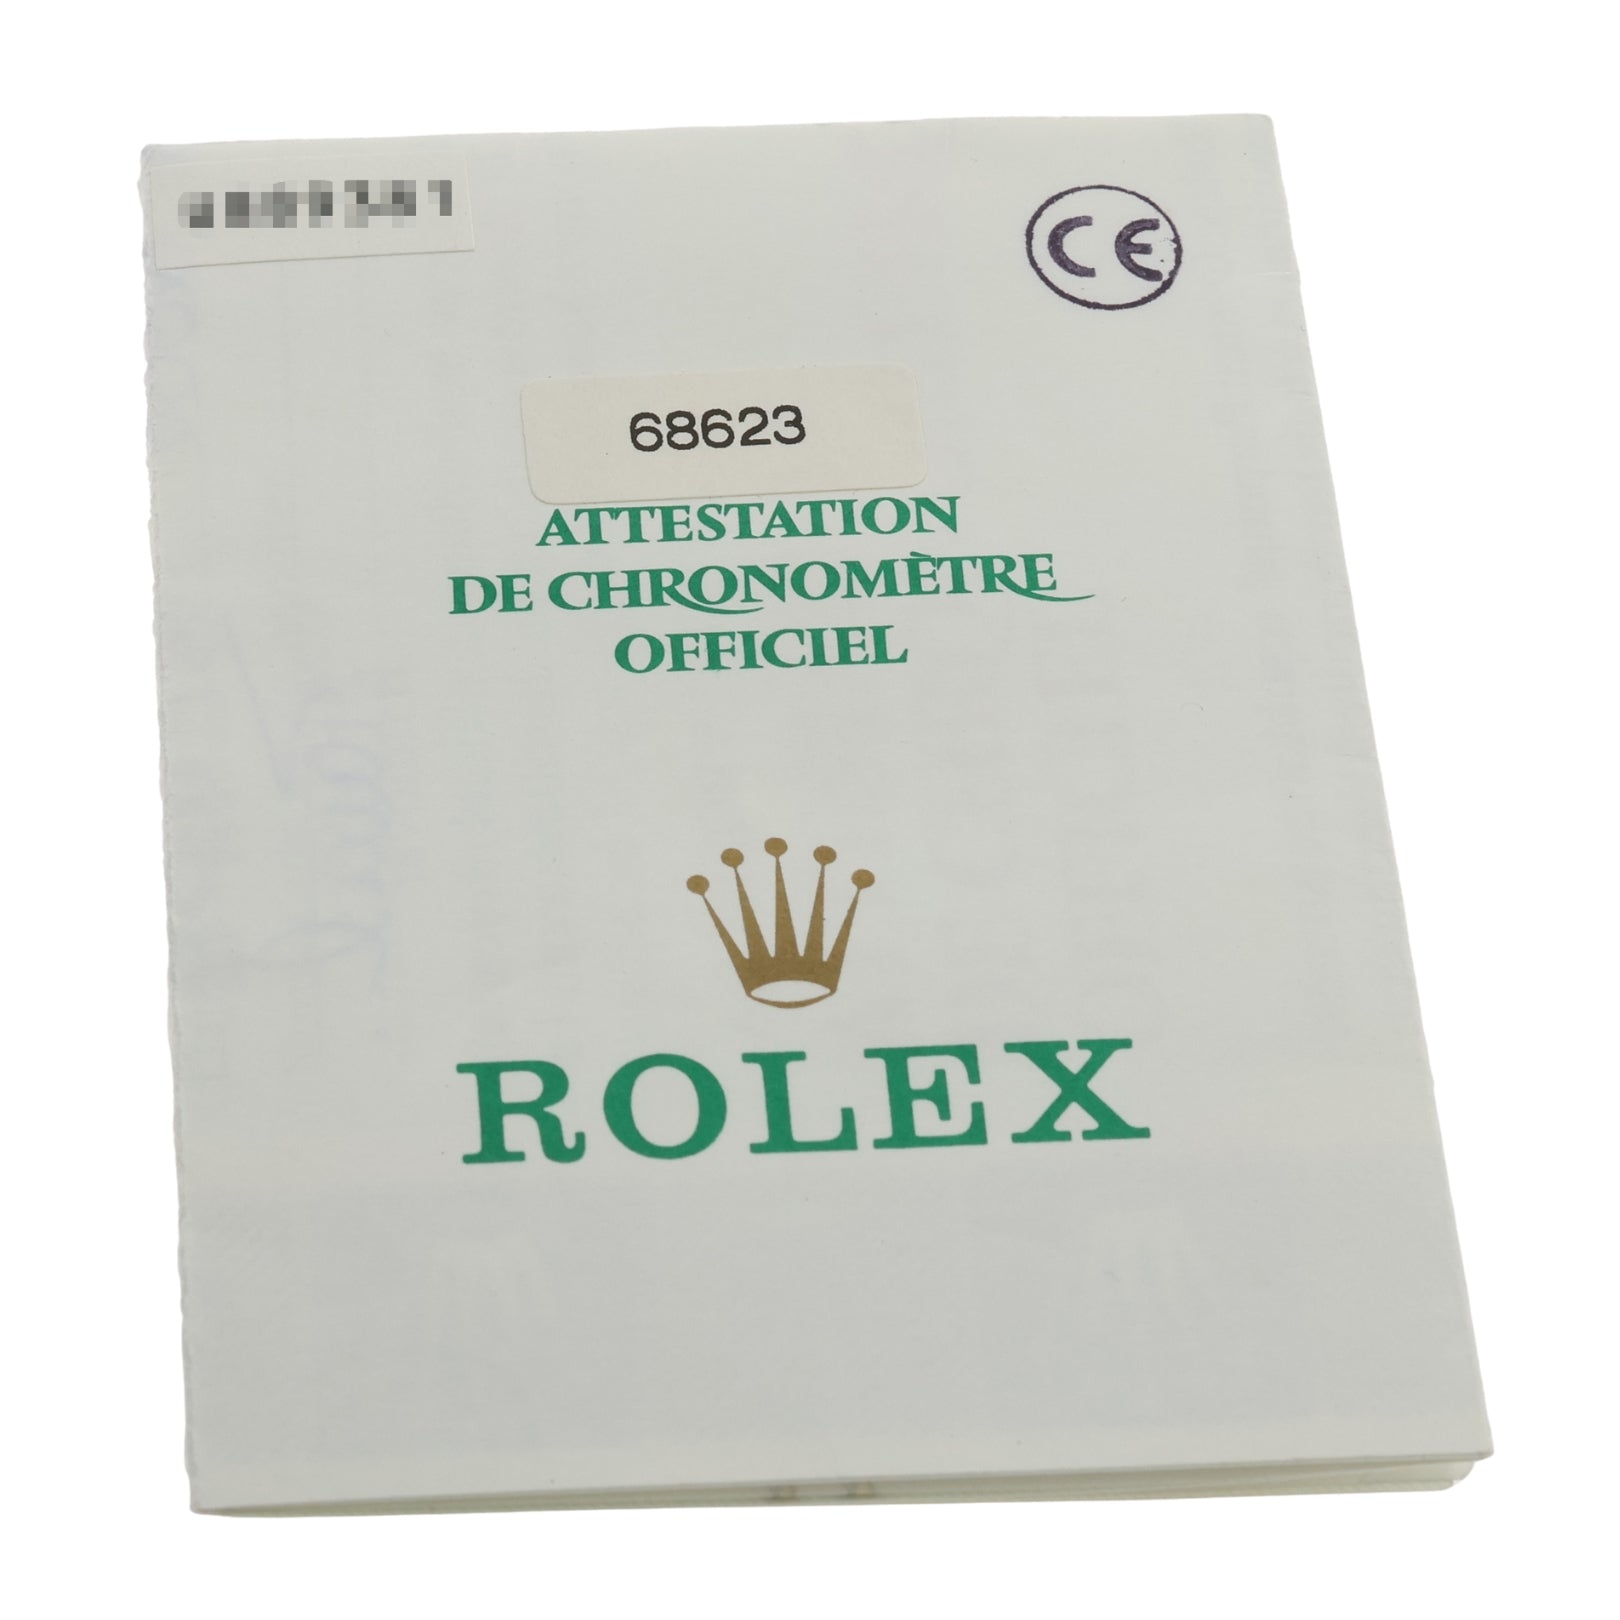 CE
68623
ATTESTATION
DE CHRONOMÈTRE
OFFICIEL
ROLEX